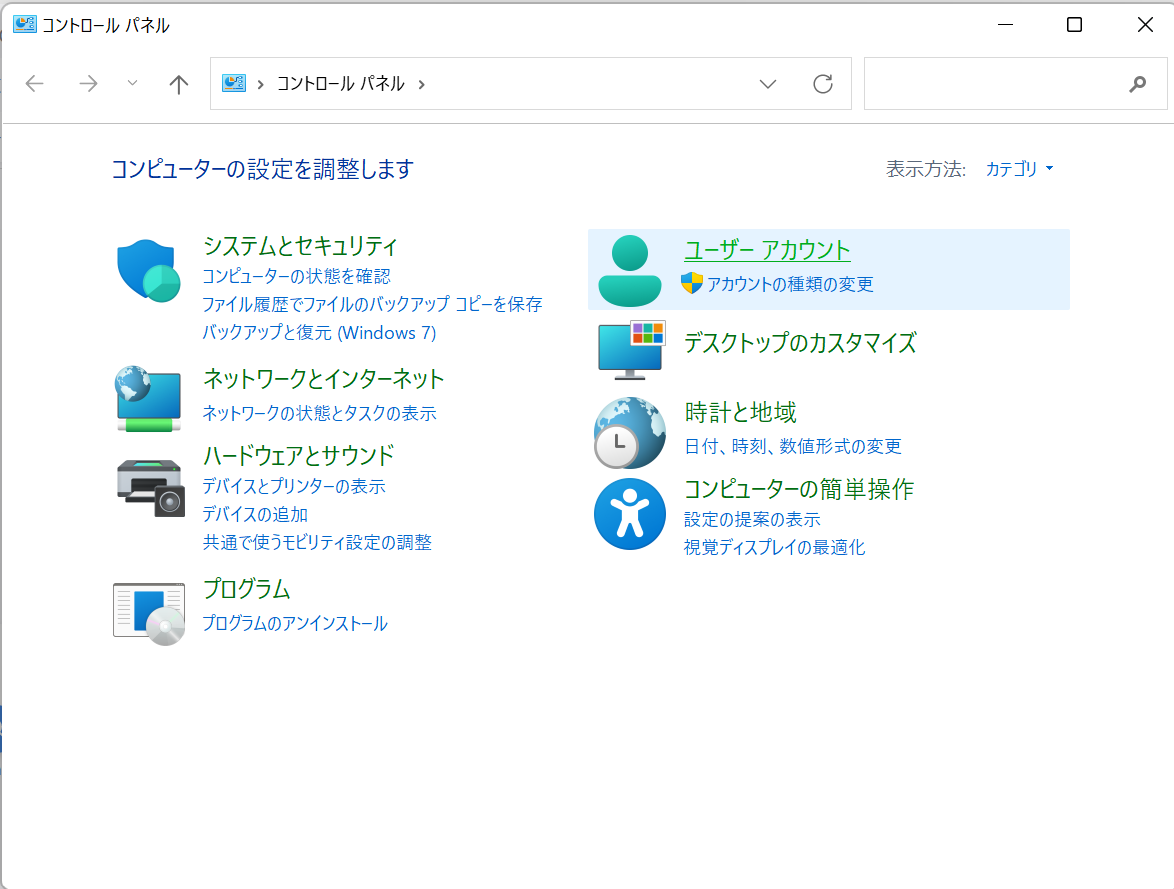 コントロール パネル
コントロール パネル
コンピューターの設定を調整します
表示方法: カテゴリ
システムとセキュリティ
コンピューターの状態を確認
ファイル履歴でファイルのバックアップ コピーを保存
バックアップと復元 (Windows 7)
ネットワークとインターネット
ネットワークの状態とタスクの表示
ハードウェアとサウンド
デバイスとプリンターの表示
デバイスの追加
共通で使うモビリティ設定の調整
プログラム
プログラムのアンインストール
ユーザー アカウント
アカウントの種類の変更
デスクトップのカスタマイズ
時計と地域
日付、時刻、数値形式の変更
コンピューターの簡単操作
設定の提案の表示
視覚ディスプレイの最適化